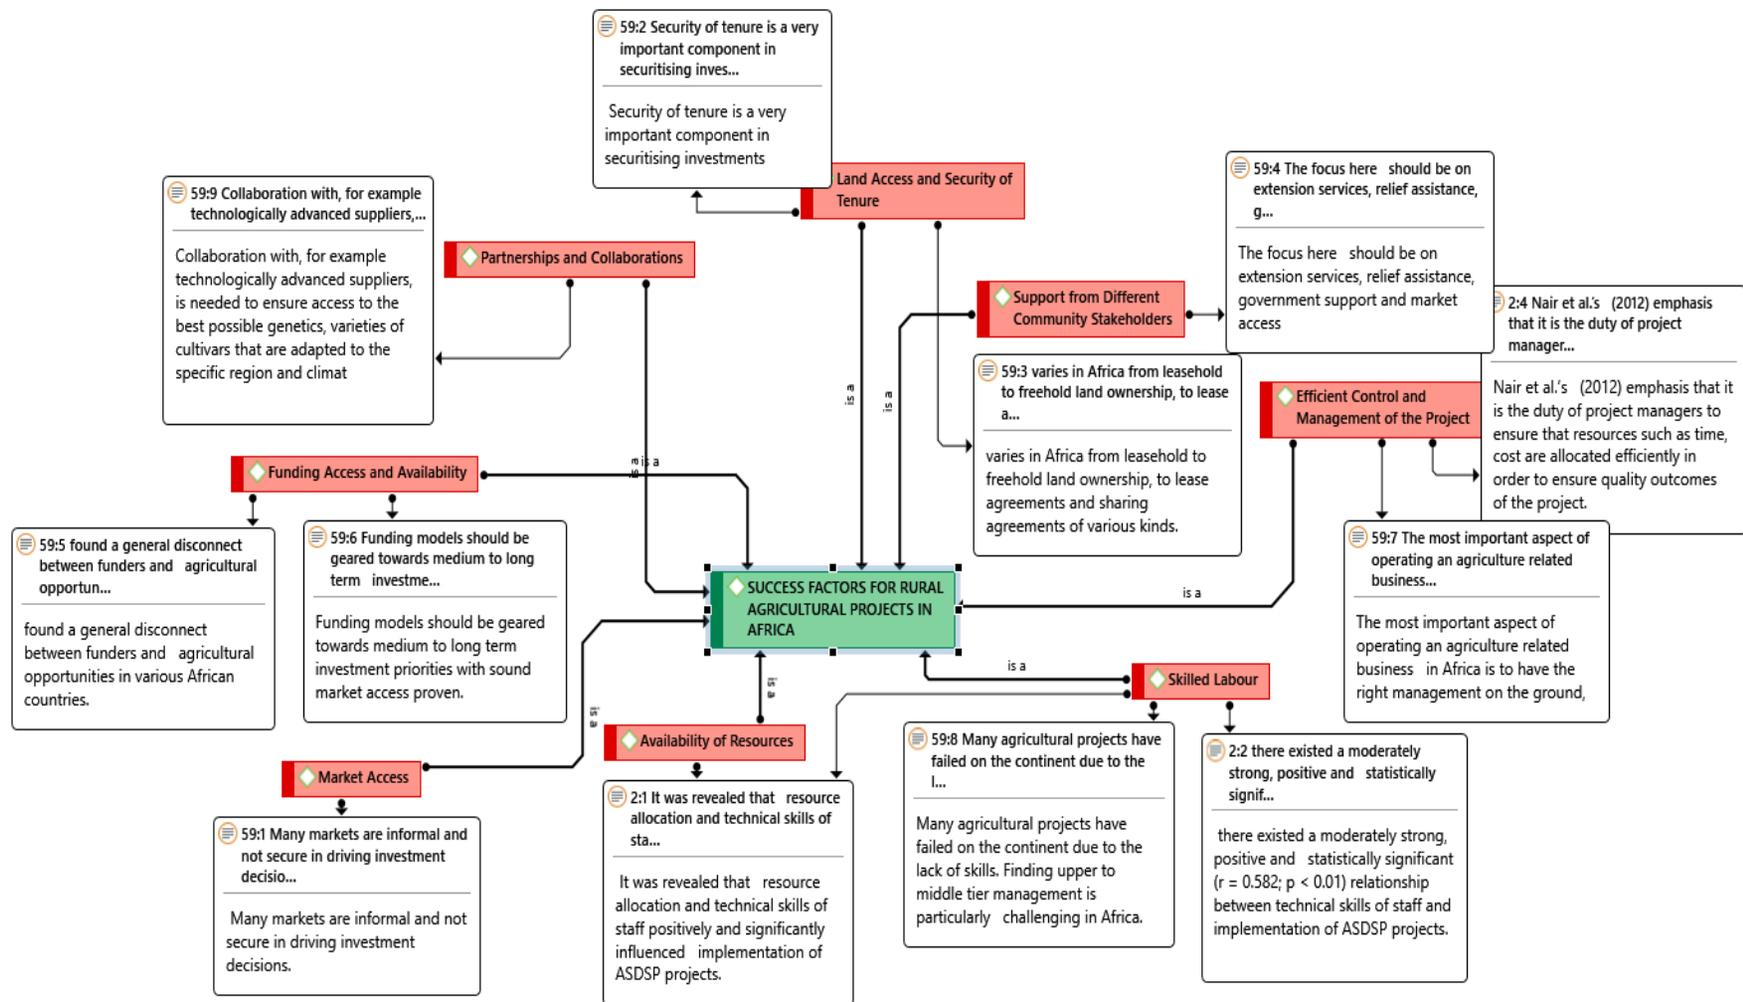 59:2 Security of tenure is a very
important component in
securitising inves...
Security of tenure is a very
important component in
securitising investments
Land Access and Security of
Tenure
59:4 The focus here should be on
extension services, relief assistance,
g...
The focus here should be on
extension services, relief assistance,
government support and market
access
59:9 Collaboration with, for example
technologically advanced suppliers,...
Collaboration with, for example
technologically advanced suppliers,
is needed to ensure access to the
best possible genetics, varieties of
cultivars that are adapted to the
specific region and climat
Partnerships and Collaborations
Support from Different
Community Stakeholders
2:4 Nair et al.'s (2012) emphasis
that it is the duty of project
manager...
Nair et al.'s (2012) emphasis that it
is the duty of project managers to
ensure that resources such as time,
cost are allocated efficiently in
order to ensure quality outcomes
of the project.
59:3 varies in Africa from leasehold
to freehold land ownership, to lease
a...
varies in Africa from leasehold to
freehold land ownership, to lease
agreements and sharing
agreements of various kinds.
Efficient Control and
Management of the Project
is a
is a
is a
is a
Funding Access and Availability
59:5 found a general disconnect
between funders and agricultural
opportun...
found a general disconnect
between funders and agricultural
opportunities in various African
countries.
59:6 Funding models should be
geared towards medium to long
term investme...
Funding models should be geared
towards medium to long term
investment priorities with sound
market access proven.
59:7 The most important aspect of
operating an agriculture related
business...
The most important aspect of
operating an agriculture related
business in Africa is to have the
right management on the ground,
SUCCESS FACTORS FOR RURAL
AGRICULTURAL PROJECTS IN
AFRICA
is a
is a
is a
is a
Skilled Labour
Availability of Resources
Market Access
59:1 Many markets are informal and
not secure in driving investment
decisio...
Many markets are informal and not
secure in driving investment
decisions.
2:1 It was revealed that resource
allocation and technical skills of
sta...
It was revealed that resource
allocation and technical skills of
staff positively and significantly
influenced implementation of
ASDSP projects.
59:8 Many agricultural projects have
failed on the continent due to the
l...
Many agricultural projects have
failed on the continent due to the
lack of skills. Finding upper to
middle tier management is
particularly challenging in Africa.
2:2 there existed a moderately
strong, positive and statistically
signif...
there existed a moderately strong,
positive and statistically significant
(r = 0.582; p < 0.01) relationship
between technical skills of staff and
implementation of ASDSP projects.